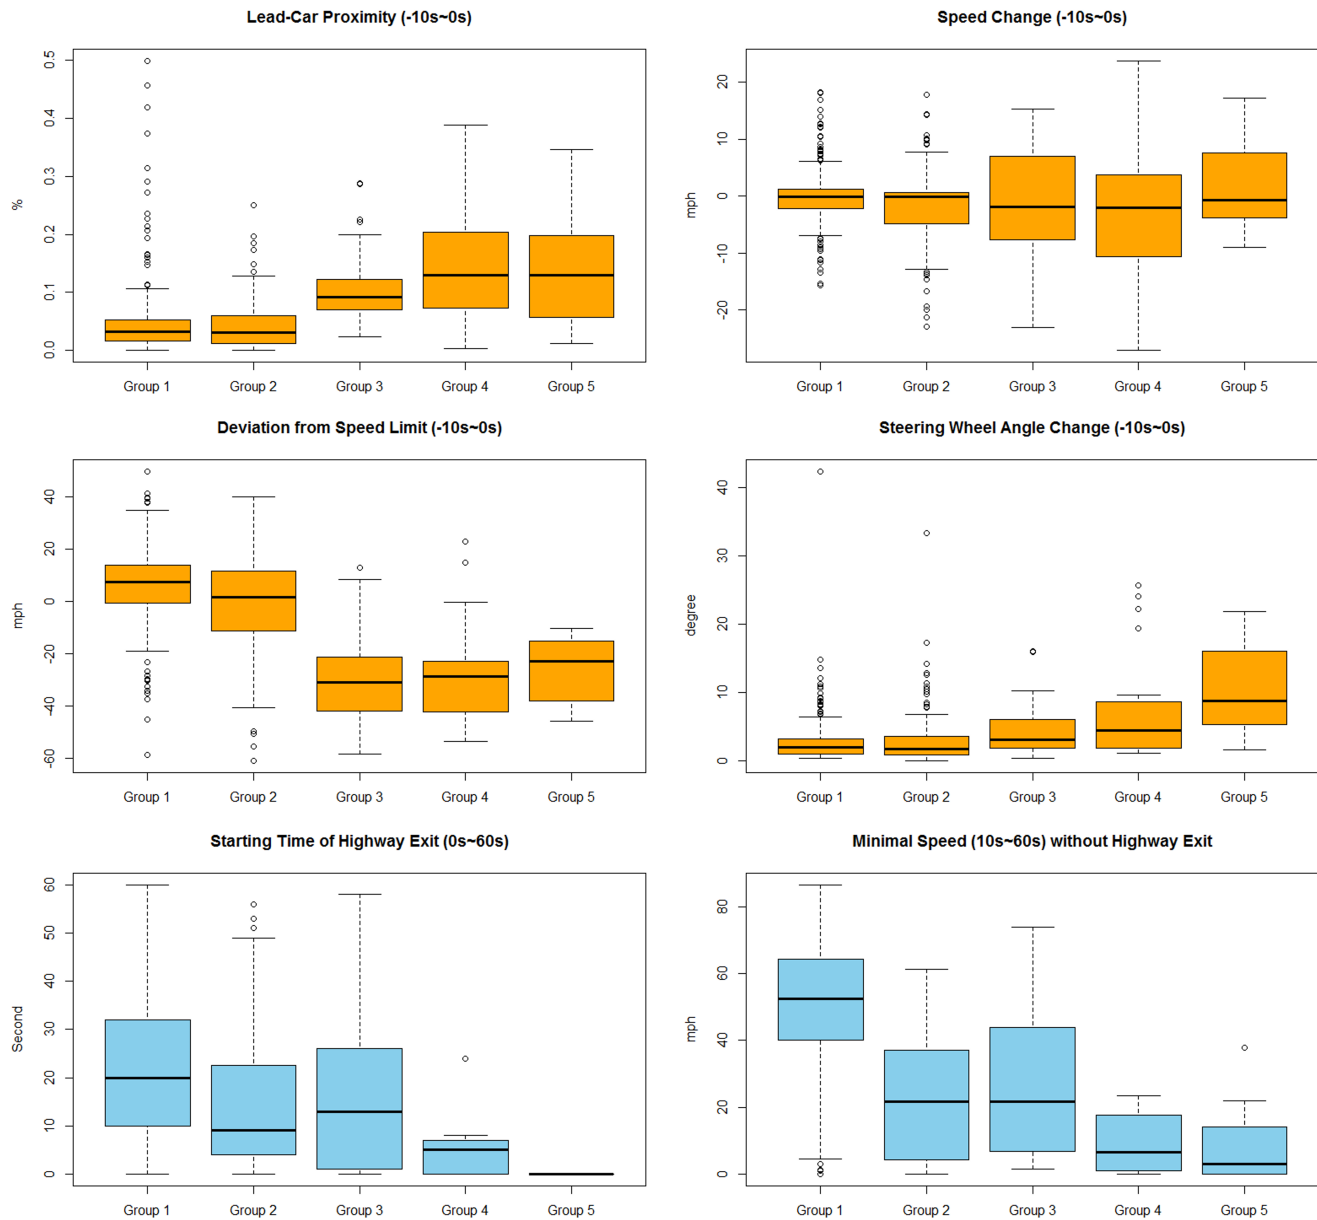 Lead-Car Proximity (-10s~0s)
%
0.0 0.1 0.2 0.3 0.4 0.5
Group 1 Group 2 Group 3 Group 4 Group 5
Speed Change (-10s~0s)
mph
-20 -10 0 10 20
Group 1 Group 2 Group 3 Group 4 Group 5
Deviation from Speed Limit (-10s~0s)
mph
-60 -40 -20 0 20 40
Group 1 Group 2 Group 3 Group 4 Group 5
Steering Wheel Angle Change (-10s~0s)
degree
0 10 20 30 40
Group 1 Group 2 Group 3 Group 4 Group 5
Starting Time of Highway Exit (0s~60s)
Second
0 10 20 30 40 50 60
Group 1 Group 2 Group 3 Group 4 Group 5
Minimal Speed (10s~60s) without Highway Exit
mph
0 20 40 60 80
Group 1 Group 2 Group 3 Group 4 Group 5